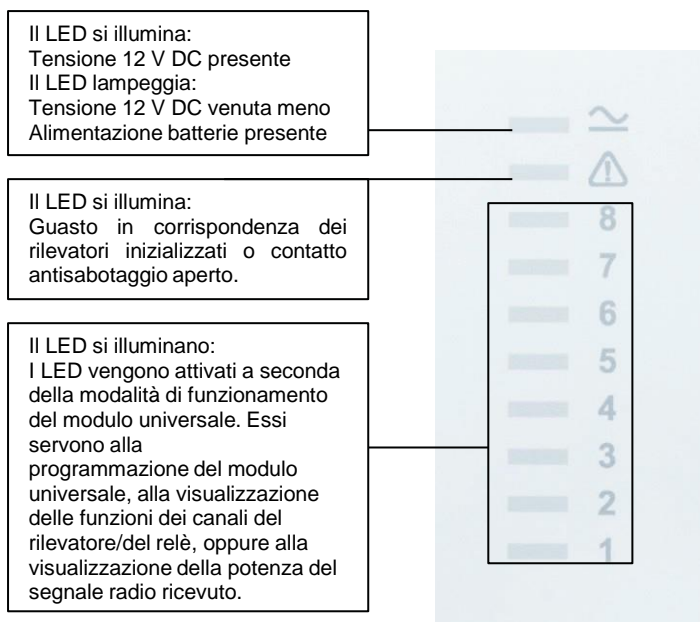 Il LED si illumina:
Tensione 12 V DC presente
Il LED lampeggia:
Tensione 12 V DC venuta meno
Alimentazione batterie presente
Il LED si illumina:
Guasto in corrispondenza dei
rilevatori inizializzati o contatto
antisabotaggio aperto.
Il LED si illuminano:
I LED vengono attivati a seconda
della modalità di funzionamento
del modulo universale. Essi
servono alla
programmazione del modulo
universale, alla visualizzazione
delle funzioni dei canali del
rilevatore/del relè, oppure alla
visualizzazione della potenza del
segnale radio ricevuto.
8
7
6
5
4
3
2
1